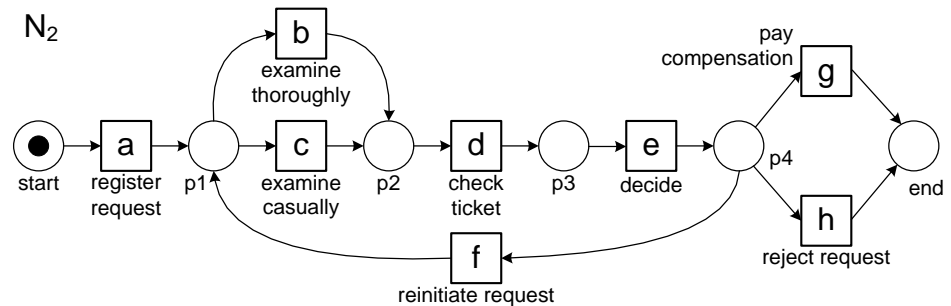 N₂
b
examine
thoroughly
pay
compensation
g
start
a
register
request
p1
c
examine
casually
p2
d
check
ticket
p3
e
decide
p4
end
h
reject request
f
reinitiate request